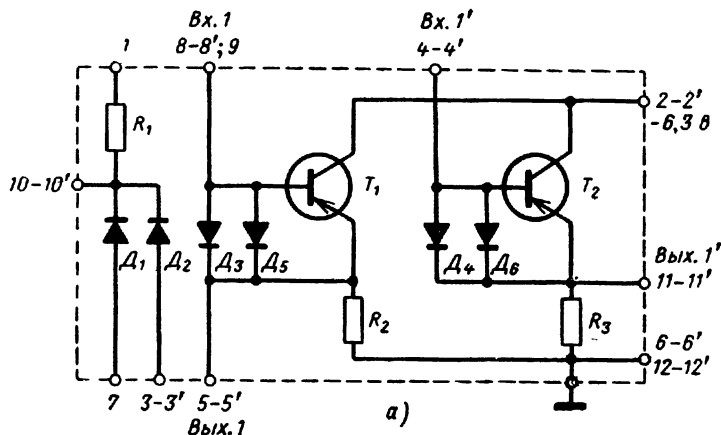 Вх. 1
Вх. 1'
1
8-8'; 9
4-4'
2-2'
-6,3 в
R1
10-10'
T1
T2
Д1
Д2
Д3
Д5
Д4
Д6
Вых. 1'
11-11'
R2
R3
6-6'
12-12'
7
3-3'
5-5'
Вых. 1
а)